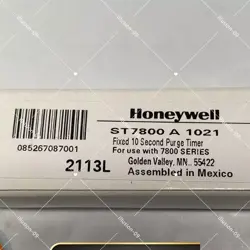 Honeywell
ST7800 A 1021
Fixed 10 Second Purge Timer
For use with 7800 SERIES
Golden Valley, MN.. 55422
Assembled in Mexico
085267087001
2113L